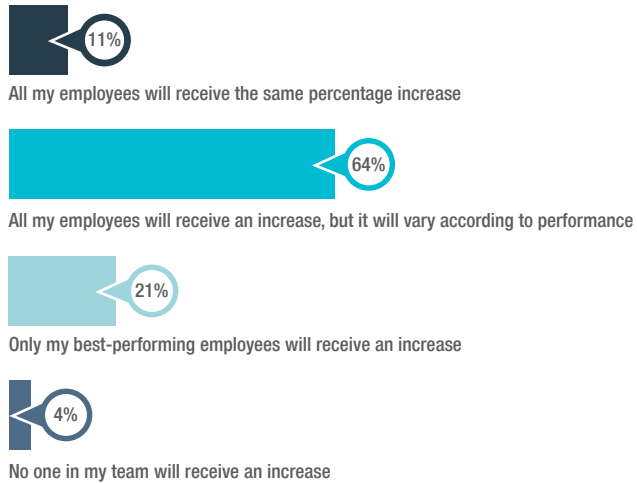 11%
All my employees will receive the same percentage increase
64%
All my employees will receive an increase, but it will vary according to performance
21%
Only my best-performing employees will receive an increase
4%
No one in my team will receive an increase